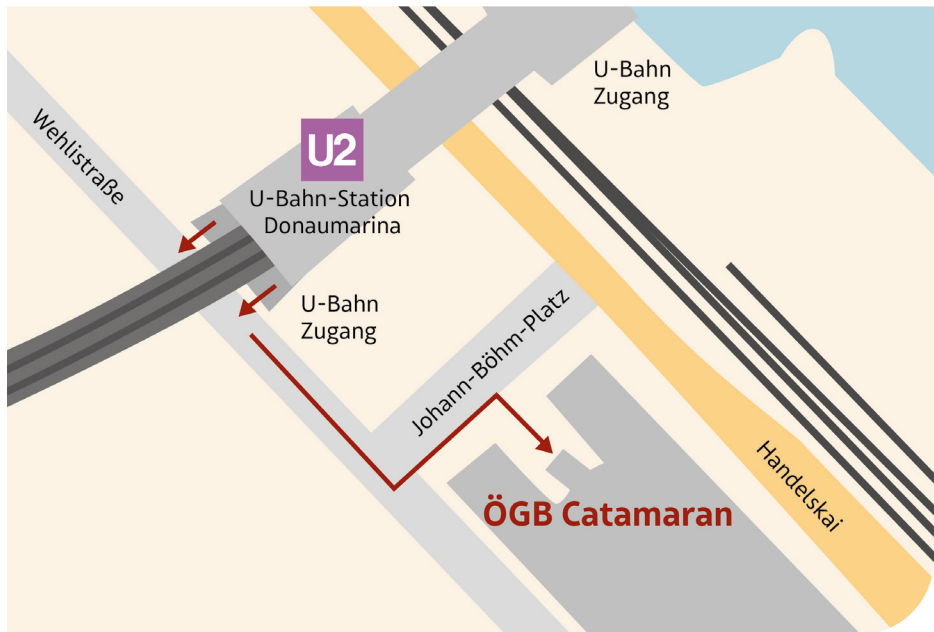 U-Bahn
Zugang
Wehlistraße
U2
U-Bahn-Station
Donaumarina
U-Bahn
Zugang
Johann-Böhm-Platz
Handelskai
ÖGB Catamaran